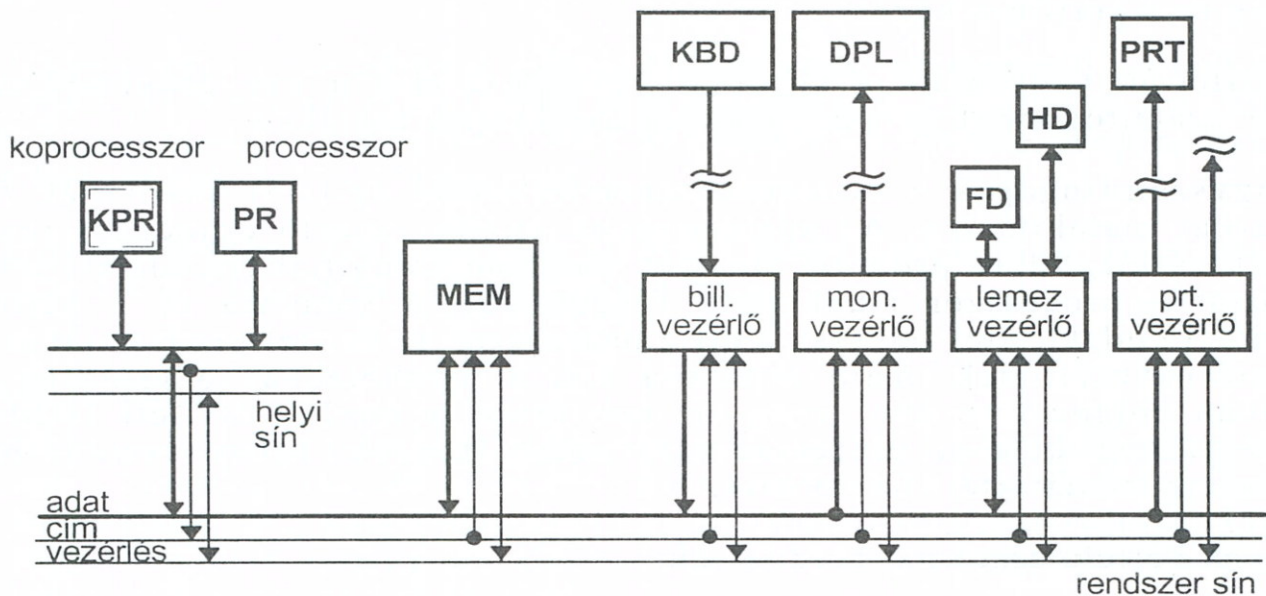 KBD
DPL
PRT
HD
koprocesszor
processzor
FD
KPR
PR
MEM
bill.
vezérlő
mon.
vezérlő
lemez
vezérlő
prt.
vezérlő
helyi
sín
adat
cim
vezérlés
rendszer sín